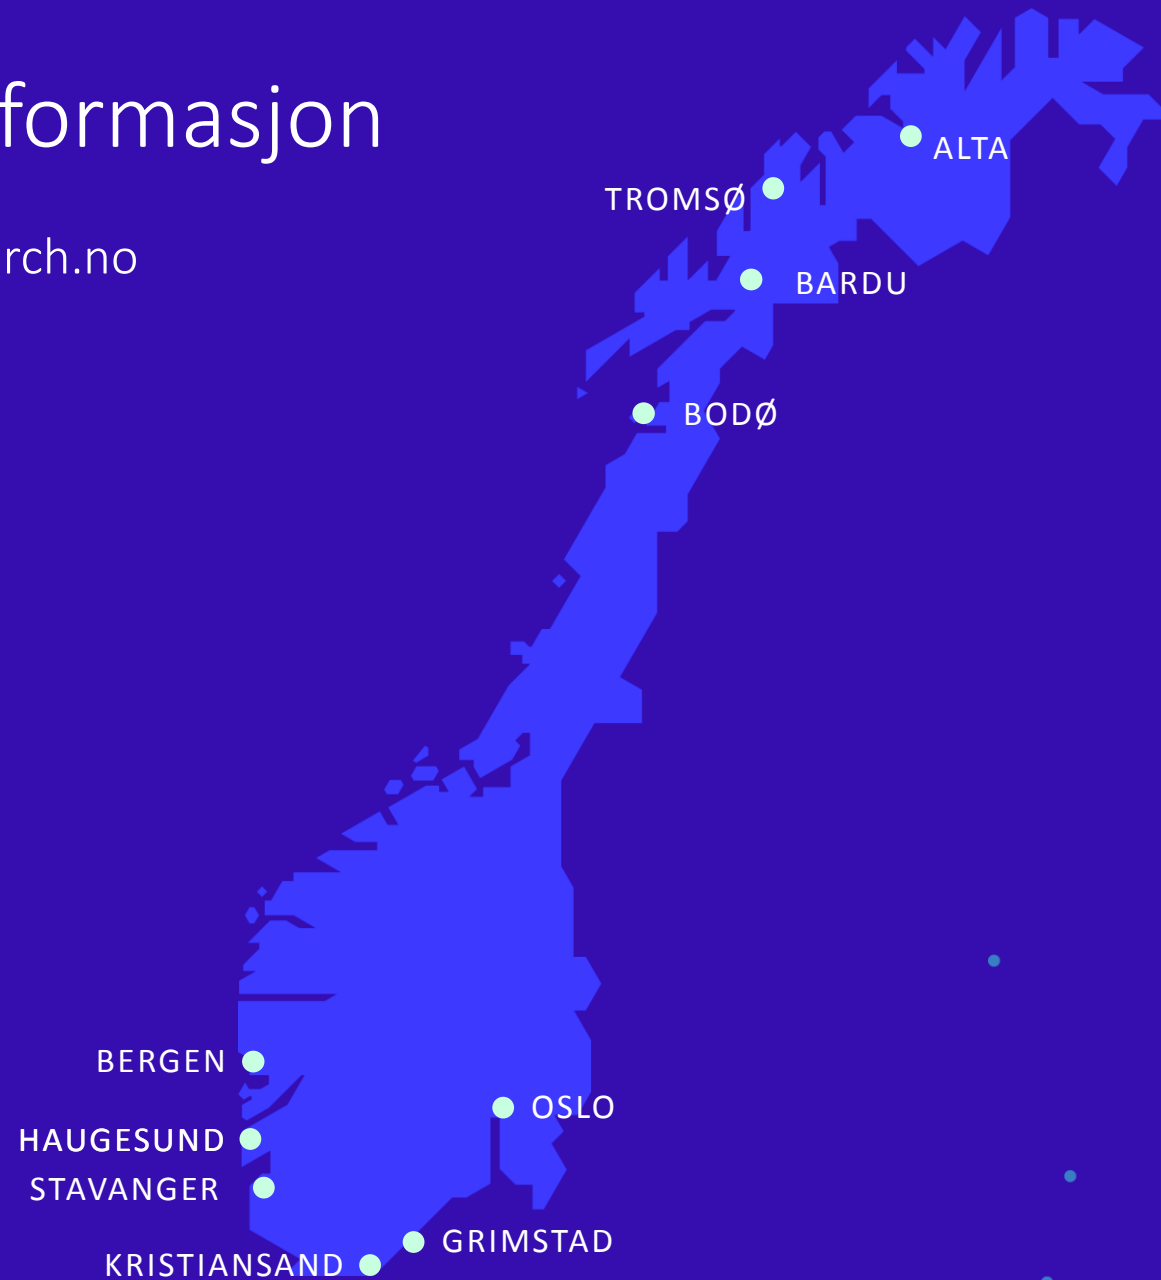 formasjon
rch.no
ALTA
TROMSØ
BARDU
BODØ
BERGEN
OSLO
HAUGESUND
STAVANGER
GRIMSTAD
KRISTIANSAND